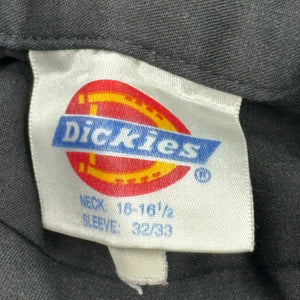 Dickies
®
NECK: 16-16½
SLEEVE: 32/33